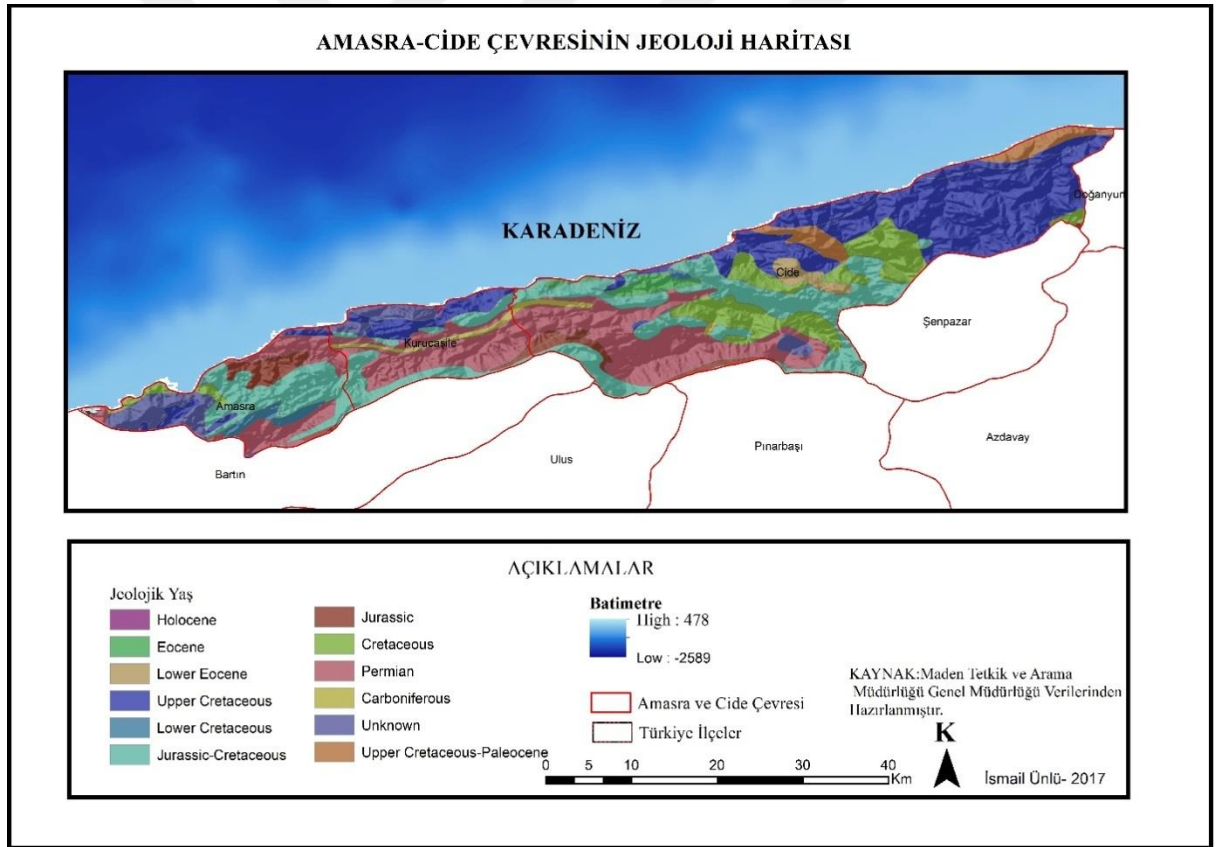 AMASRA-CİDE ÇEVRESİNİN JEOLOJİ HARİTASI
KARADENİZ
Doğanyurt
Cide
Şenpazar
Kurucaşile
Amasra
Azdavay
Pınarbaşı
Ulus
Bartın
AÇIKLAMALAR
Jeolojik Yaş
Holocene
Eocene
Lower Eocene
Upper Cretaceous
Lower Cretaceous
Jurassic-Cretaceous
Jurassic
Cretaceous
Permian
Carboniferous
Unknown
Upper Cretaceous-Paleocene
Batimetre
High : 478
Low : -2589
Amasra ve Cide Çevresi
Türkiye İlçeler
0 5 10 20 30 40
Km
KAYNAK:Maden Tetkik ve Arama
Müdürlüğü Genel Müdürlüğü Verilerinden
Hazırlanmıştır.
K
İsmail Ünlü- 2017